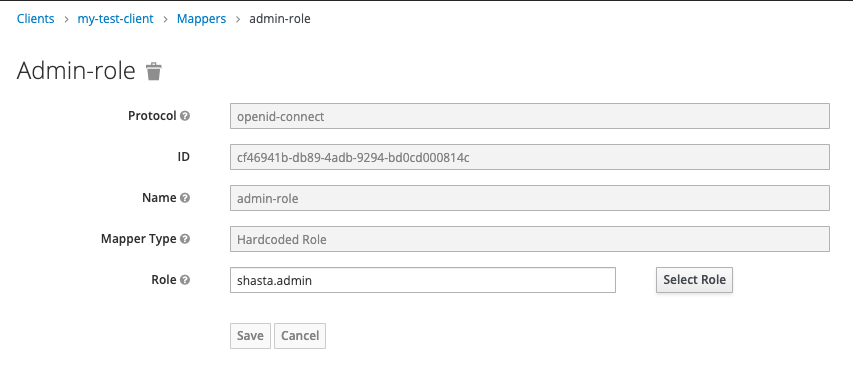 Clients > my-test-client > Mappers > admin-role
Admin-role
Protocol openid-connect
ID cf46941b-db89-4adb-9294-bd0cd000814c
Name admin-role
Mapper Type Hardcoded Role
Role shasta.admin Select Role
Save Cancel